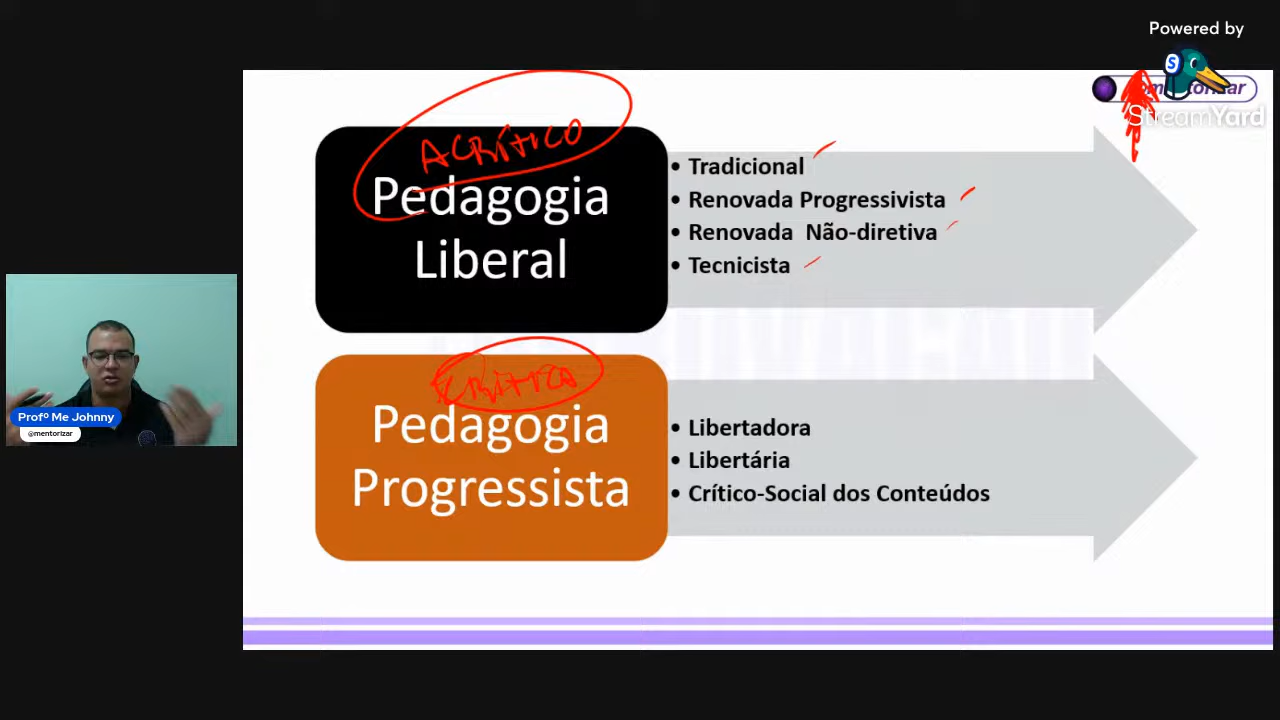 Powered by
StreamYard
ACRÍTICO
Pedagogia
Liberal
• Tradicional
• Renovada Progressivista
• Renovada Não-diretiva
• Tecnicista
CRÍTICO
Pedagogia
Progressista
• Libertadora
• Libertária
• Crítico-Social dos Conteúdos
Profº Me Johnny
@mentorizar